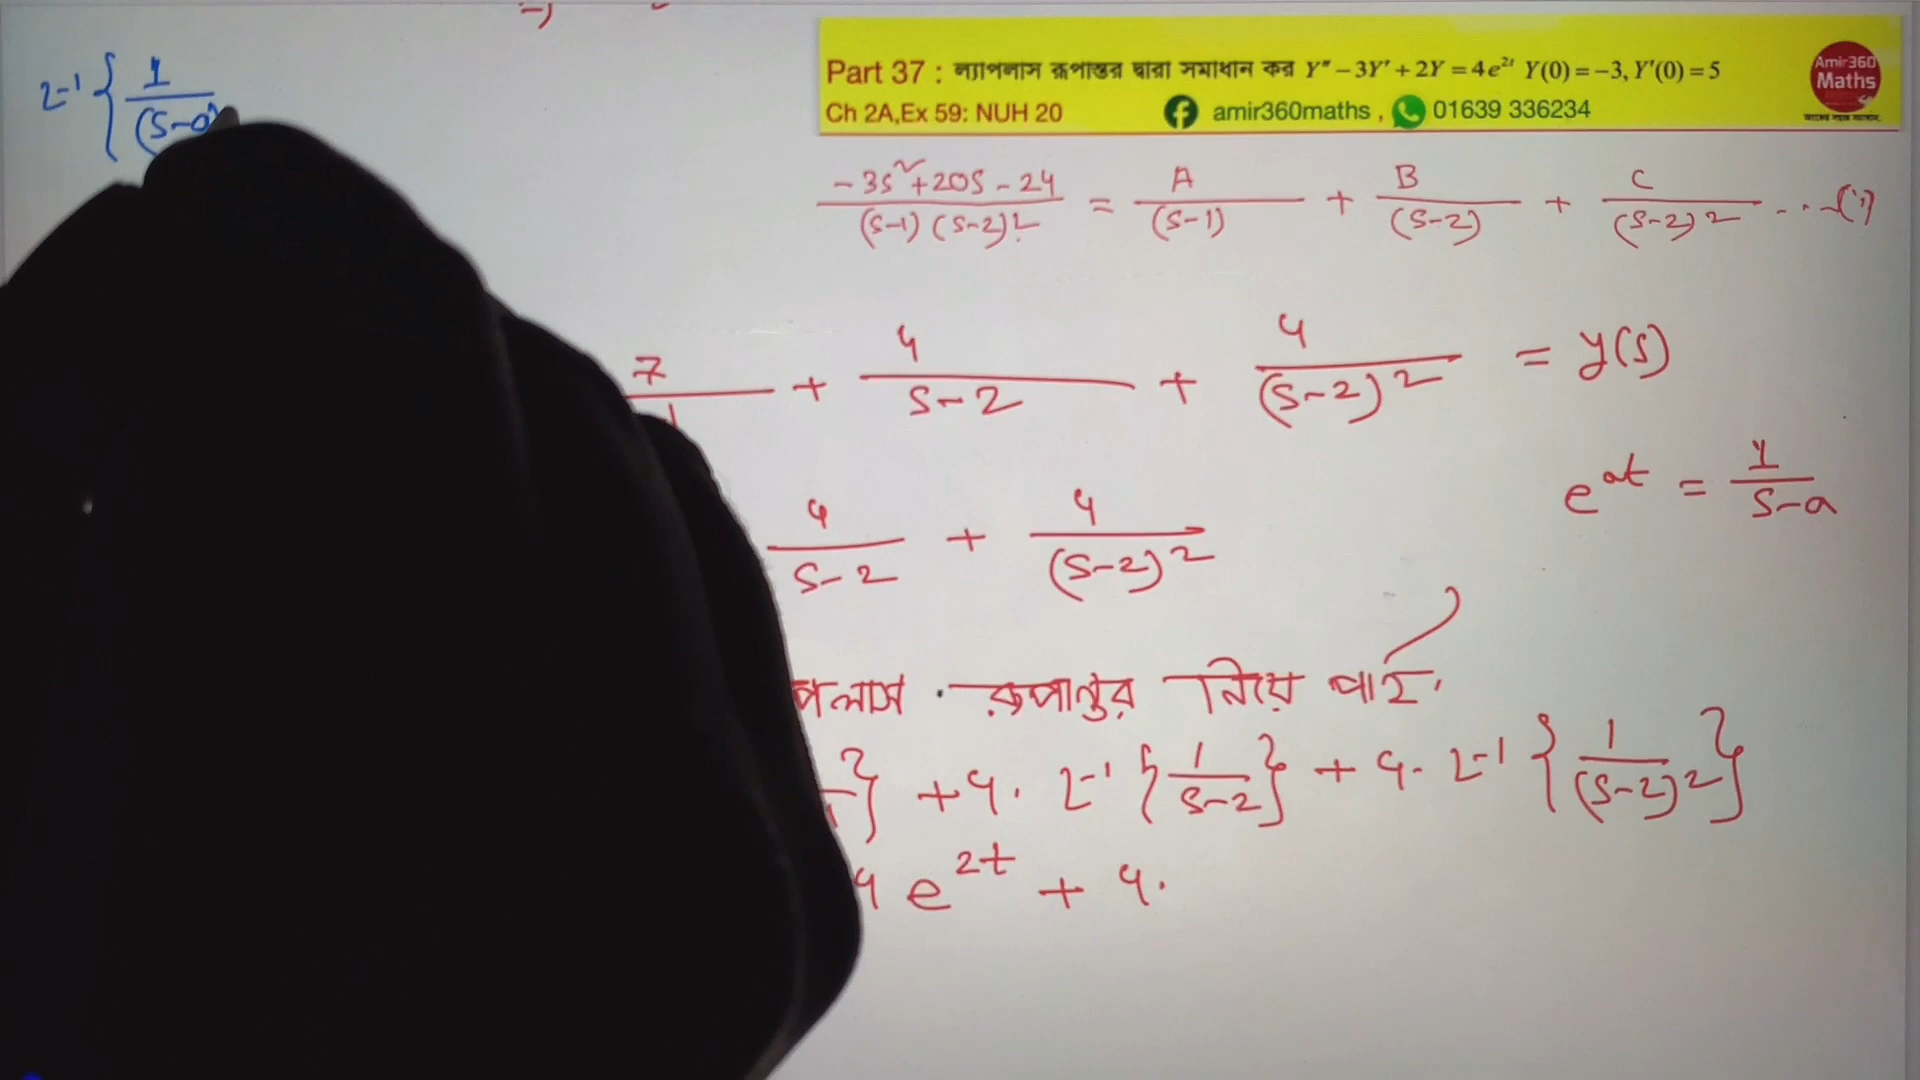 Part 37 : ল্যাপলাস রূপান্তর দ্বারা সমাধান কর Y" – 3Y' + 2Y = 4e^{2t} Y(0) = –3, Y'(0) = 5
Amir360 Maths
Ch 2A,Ex 59: NUH 20 amir360maths , 01639 336234
2-1 { 1/(s-a)
(-3s²+20s-24)/((s-1)(s-2)²) = A/(s-1) + B/(s-2) + C/(s-2)² ...(i)
7 + 4/(s-2) + 4/(s-2)² = y(s)
e^{at} = 1/(s-a)
4/(s-2) + 4/(s-2)²
পলাস রূপান্তর নিয়ে পাই,
} + 4. L^{-1} {1/(s-2)} + 4. L^{-1} {1/(s-2)²}
4 e^{2t} + 4.